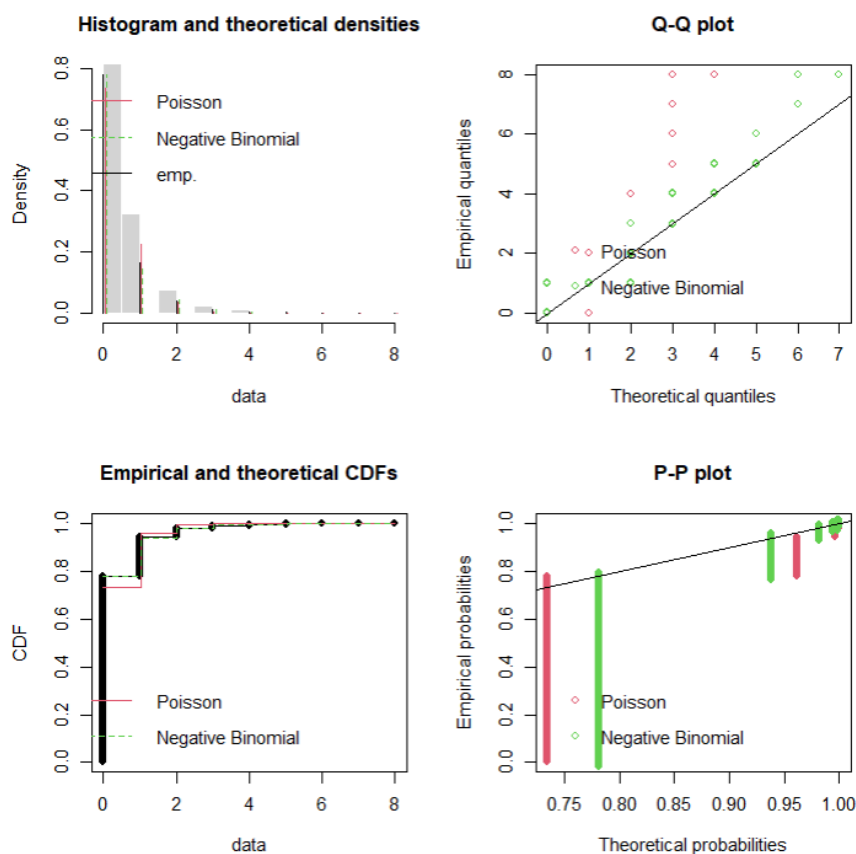 Histogram and theoretical densities
Density
0.0 0.2 0.4 0.6 0.8
Poisson
Negative Binomial
emp.
0 2 4 6 8
data
Q-Q plot
Empirical quantiles
0 2 4 6 8
Poisson
Negative Binomial
0 1 2 3 4 5 6 7
Theoretical quantiles
Empirical and theoretical CDFs
CDF
0.0 0.2 0.4 0.6 0.8 1.0
Poisson
Negative Binomial
0 2 4 6 8
data
P-P plot
Empirical probabilities
0.0 0.2 0.4 0.6 0.8 1.0
Poisson
Negative Binomial
0.75 0.80 0.85 0.90 0.95 1.00
Theoretical probabilities